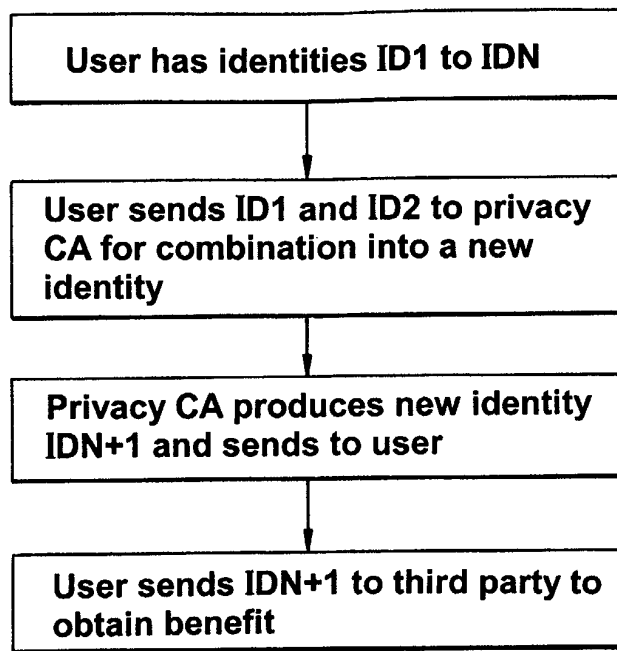 User has identities ID1 to IDN
User sends ID1 and ID2 to privacy
CA for combination into a new
identity
Privacy CA produces new identity
IDN+1 and sends to user
User sends IDN+1 to third party to
obtain benefit